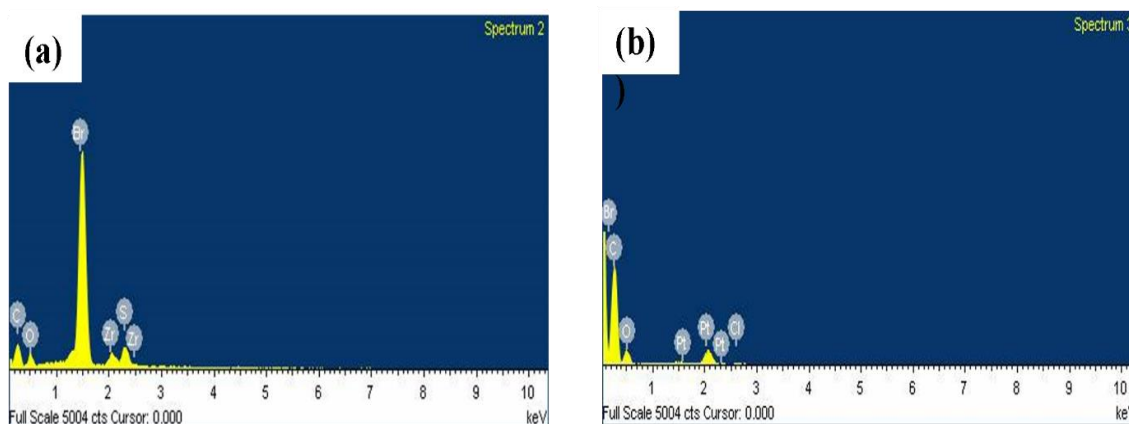 (a)
Spectrum 2
Br
C
O
Zr
S
Zr
1 2 3 4 5 6 7 8 9 10
Full Scale 5004 cts Cursor: 0.000
keV
(b)
)
Spectrum 3
Br
C
O
Pt
Pt
Pt
Cl
1 2 3 4 5 6 7 8 9 10
Full Scale 5004 cts Cursor: 0.000
keV